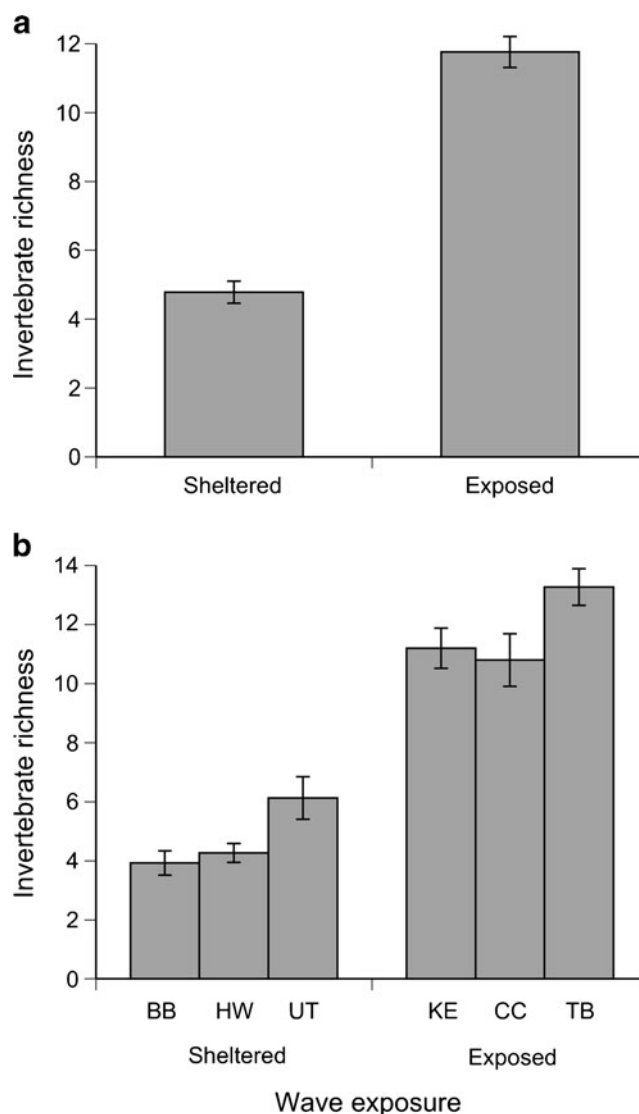 a
Invertebrate richness
12
10
8
6
4
2
0
Sheltered Exposed
b
Invertebrate richness
14
12
10
8
6
4
2
0
BB HW UT KE CC TB
Sheltered Exposed
Wave exposure